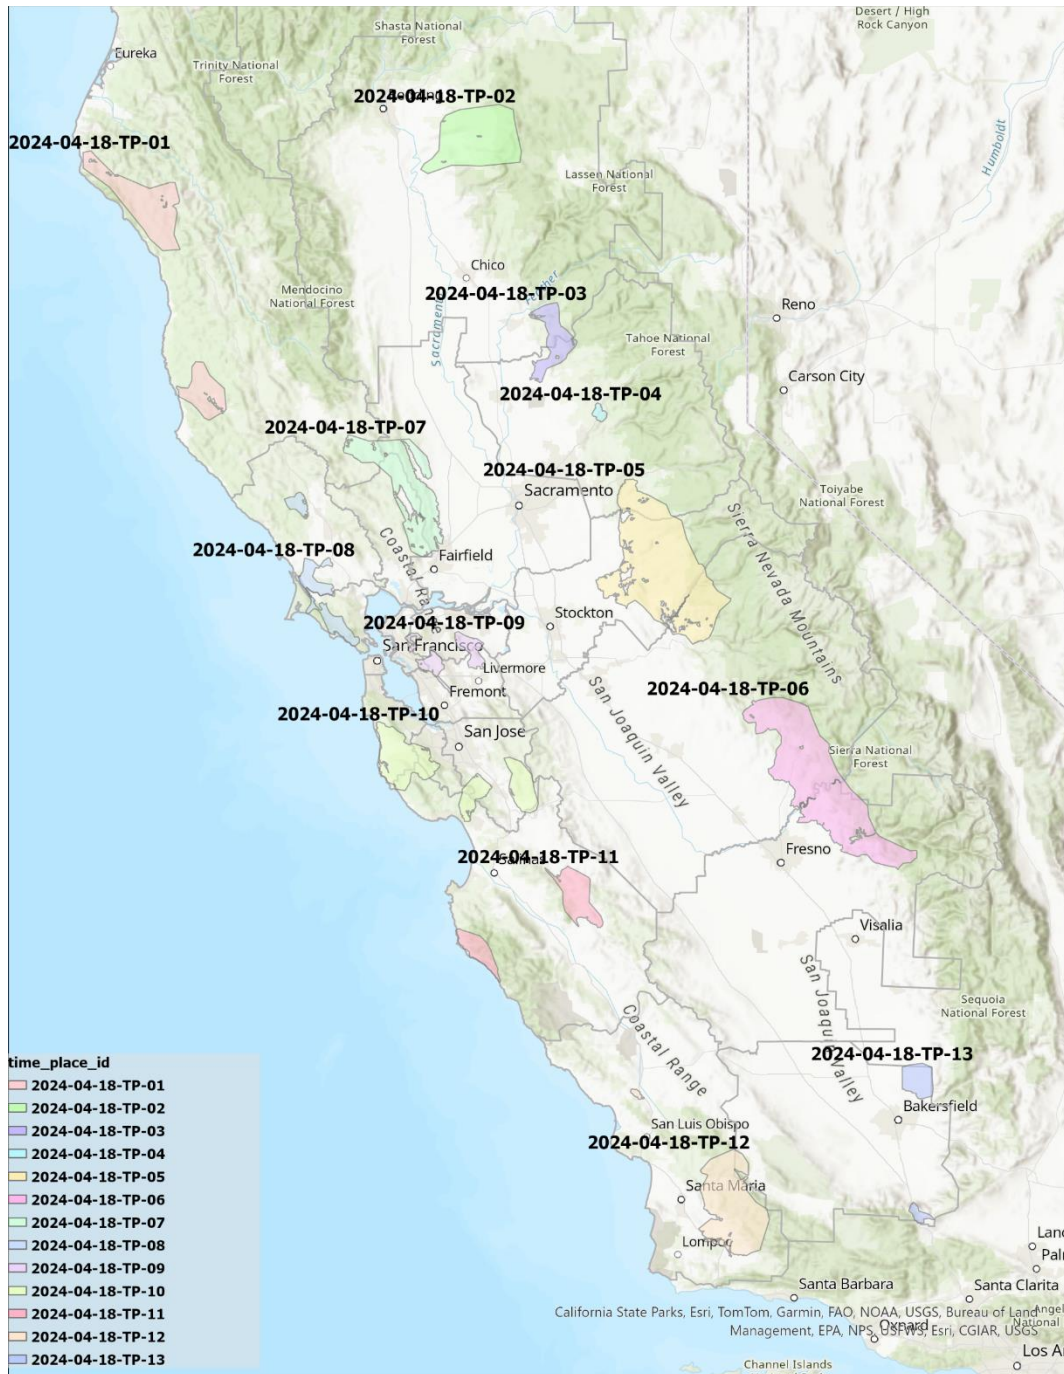 Desert / High
Rock Canyon
Shasta National
Forest
Eureka
Trinity National
Forest
2024-04-18-TP-02
2024-04-18-TP-01
Humboldt
Lassen National
Forest
Chico
Feather
2024-04-18-TP-03
Mendocino
National Forest
Sacramento
Reno
Tahoe National
Forest
Carson City
2024-04-18-TP-04
2024-04-18-TP-07
2024-04-18-TP-05
Sacramento
Toiyabe
National Forest
Sierra Nevada Mountains
Coastal Range
2024-04-18-TP-08
Fairfield
Stockton
2024-04-18-TP-09
San Francisco
Livermore
Fremont
2024-04-18-TP-06
San Joaquin Valley
2024-04-18-TP-10
San Jose
Sierra National
Forest
Fresno
2024-04-18-TP-11
Salinas
Visalia
San Joaquin Valley
Sequoia
National Forest
Coastal Range
2024-04-18-TP-13
Bakersfield
San Luis Obispo
2024-04-18-TP-12
Santa Maria
Lompoc
Santa Barbara
Santa Clarita
California State Parks, Esri, TomTom, Garmin, FAO, NOAA, USGS, Bureau of Land
Management, EPA, NPS, USFWS, Esri, CGIAR, USGS
Oxnard
Channel Islands
time_place_id
2024-04-18-TP-01
2024-04-18-TP-02
2024-04-18-TP-03
2024-04-18-TP-04
2024-04-18-TP-05
2024-04-18-TP-06
2024-04-18-TP-07
2024-04-18-TP-08
2024-04-18-TP-09
2024-04-18-TP-10
2024-04-18-TP-11
2024-04-18-TP-12
2024-04-18-TP-13